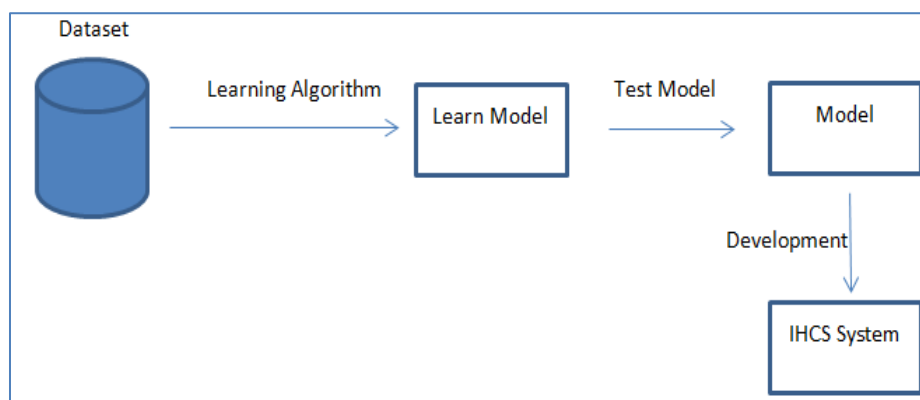 Dataset
Learning Algorithm
Learn Model
Test Model
Model
Development
IHCS System